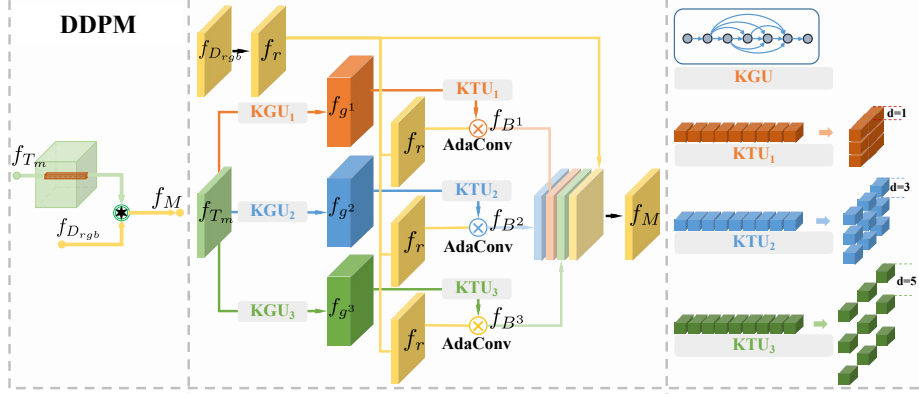 DDPM
f_{T_m}
f_{D_{rgb}}
f_M
f_{D_{rgb}}
f_r
KGU_1
f_{g^1}
KTU_1
f_r
AdaConv
f_{B^1}
f_{T_m}
KGU_2
f_{g^2}
KTU_2
f_r
AdaConv
f_{B^2}
f_M
KGU_3
f_{g^3}
KTU_3
f_r
AdaConv
f_{B^3}
KGU
d=1
KTU_1
d=3
KTU_2
d=5
KTU_3